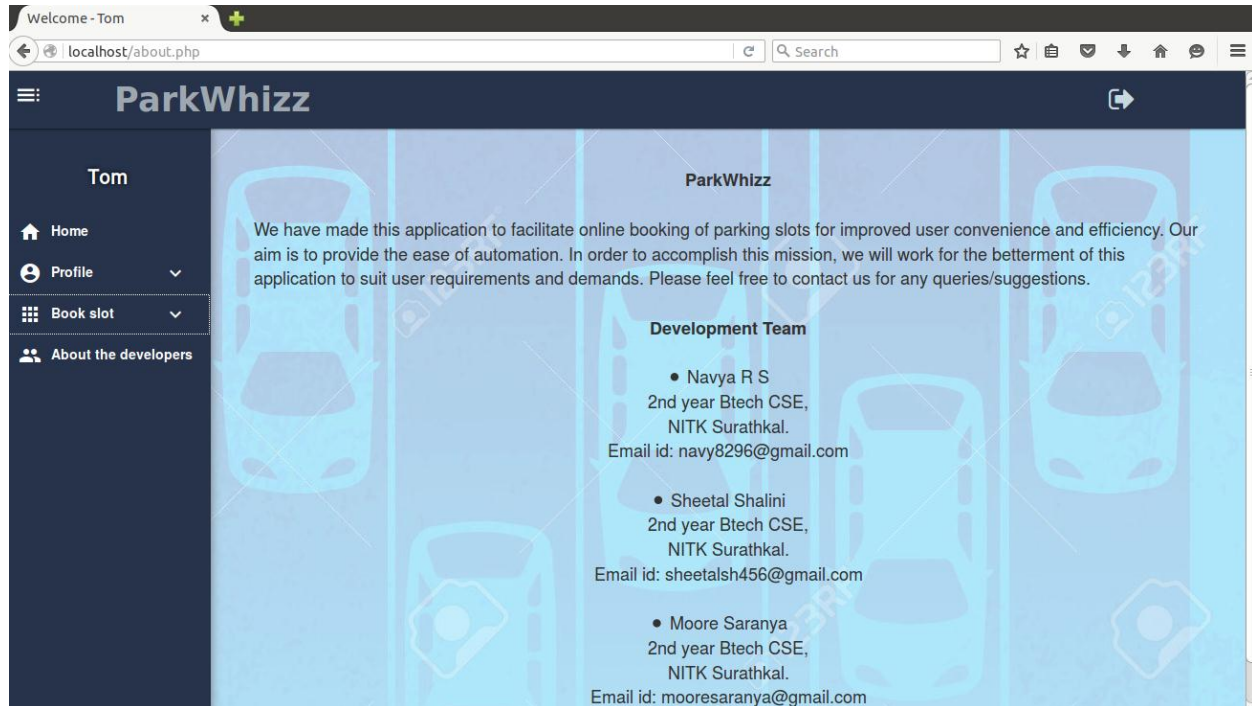 Welcome - Tom
localhost/about.php
Search
ParkWhizz
Tom
Home
Profile
Book slot
About the developers
ParkWhizz
We have made this application to facilitate online booking of parking slots for improved user convenience and efficiency. Our
aim is to provide the ease of automation. In order to accomplish this mission, we will work for the betterment of this
application to suit user requirements and demands. Please feel free to contact us for any queries/suggestions.
Development Team
• Navya R S
2nd year Btech CSE,
NITK Surathkal.
Email id: navy8296@gmail.com
• Sheetal Shalini
2nd year Btech CSE,
NITK Surathkal.
Email id: sheetalsh456@gmail.com
• Moore Saranya
2nd year Btech CSE,
NITK Surathkal.
Email id: mooresaranya@gmail.com
123RF
123RF
123RF
123RF